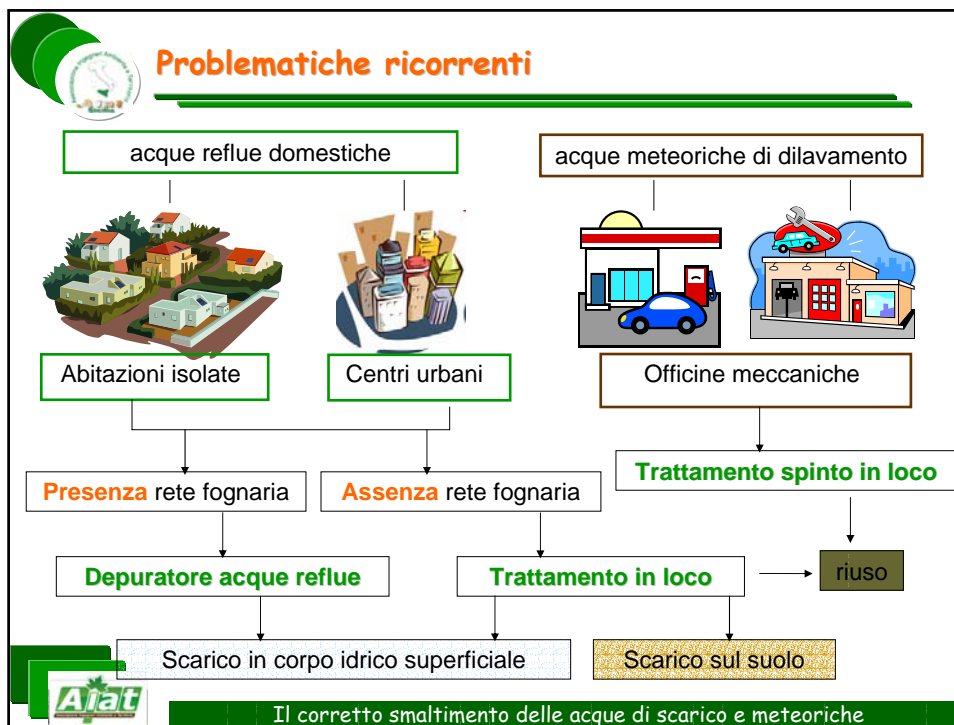 Problematiche ricorrenti
acque reflue domestiche
acque meteoriche di dilavamento
Abitazioni isolate
Centri urbani
Officine meccaniche
Trattamento spinto in loco
Presenza rete fognaria
Assenza rete fognaria
Depuratore acque reflue
Trattamento in loco
riuso
Scarico in corpo idrico superficiale
Scarico sul suolo
Aiat
Il corretto smaltimento delle acque di scarico e meteoriche